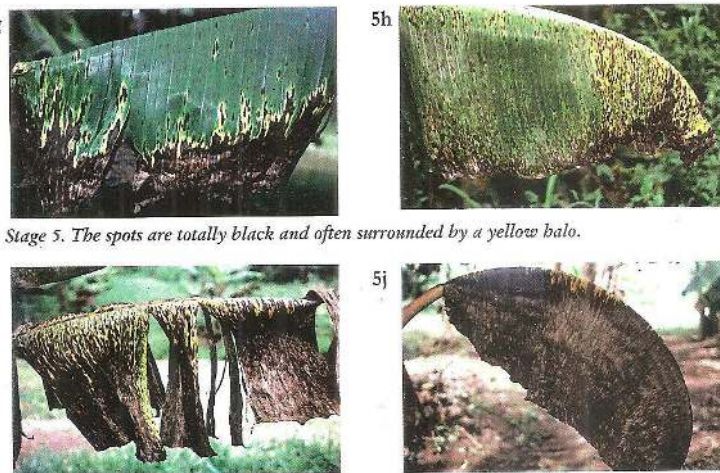 5h
Stage 5. The spots are totally black and often surrounded by a yellow halo.
5j